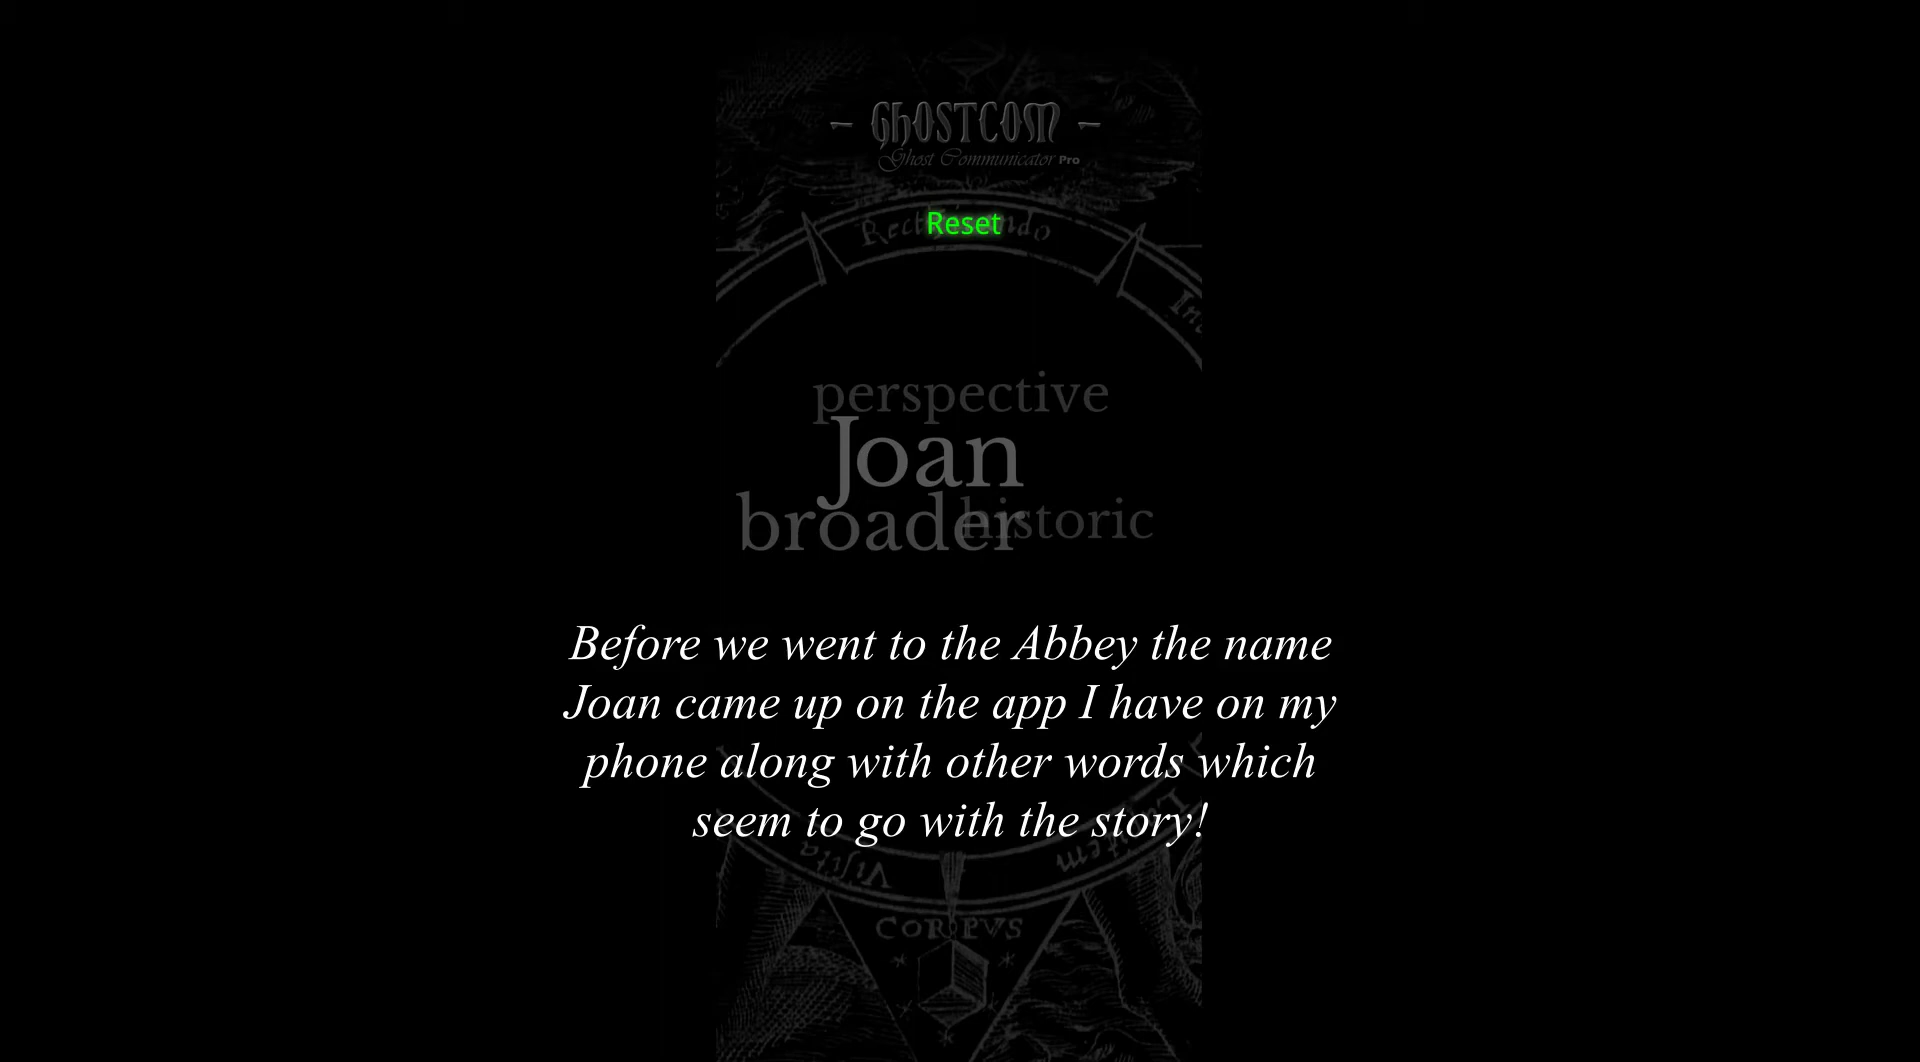 - GhOSTCOM -
Ghost Communicator Pro
Reset
perspective
Joan
broader historic
Before we went to the Abbey the name
Joan came up on the app I have on my
phone along with other words which
seem to go with the story!
Vissita
CORPVS